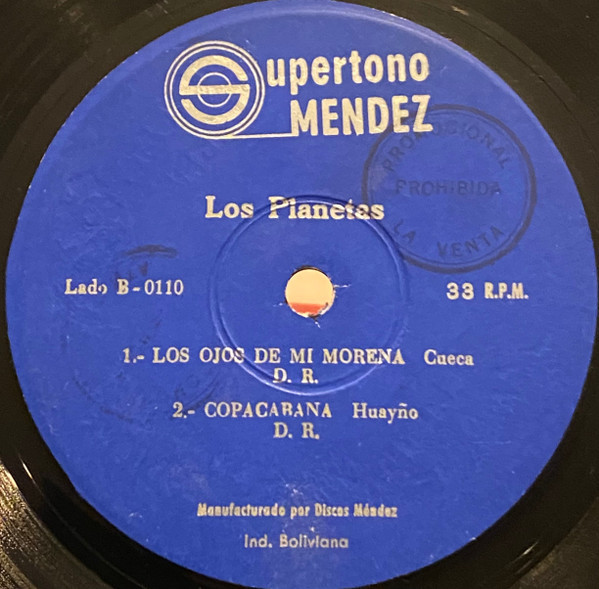 Supertono
MENDEZ
PROMOCIONAL
PROHIBIDA
LA VENTA
Los Planetas
Lado B-0110
33 R.P.M.
1.- LOS OJOS DE MI MORENA Cueca
D. R.
2.- COPACABANA Huayño
D. R.
Manufacturado por Discos Méndez
Ind. Boliviana